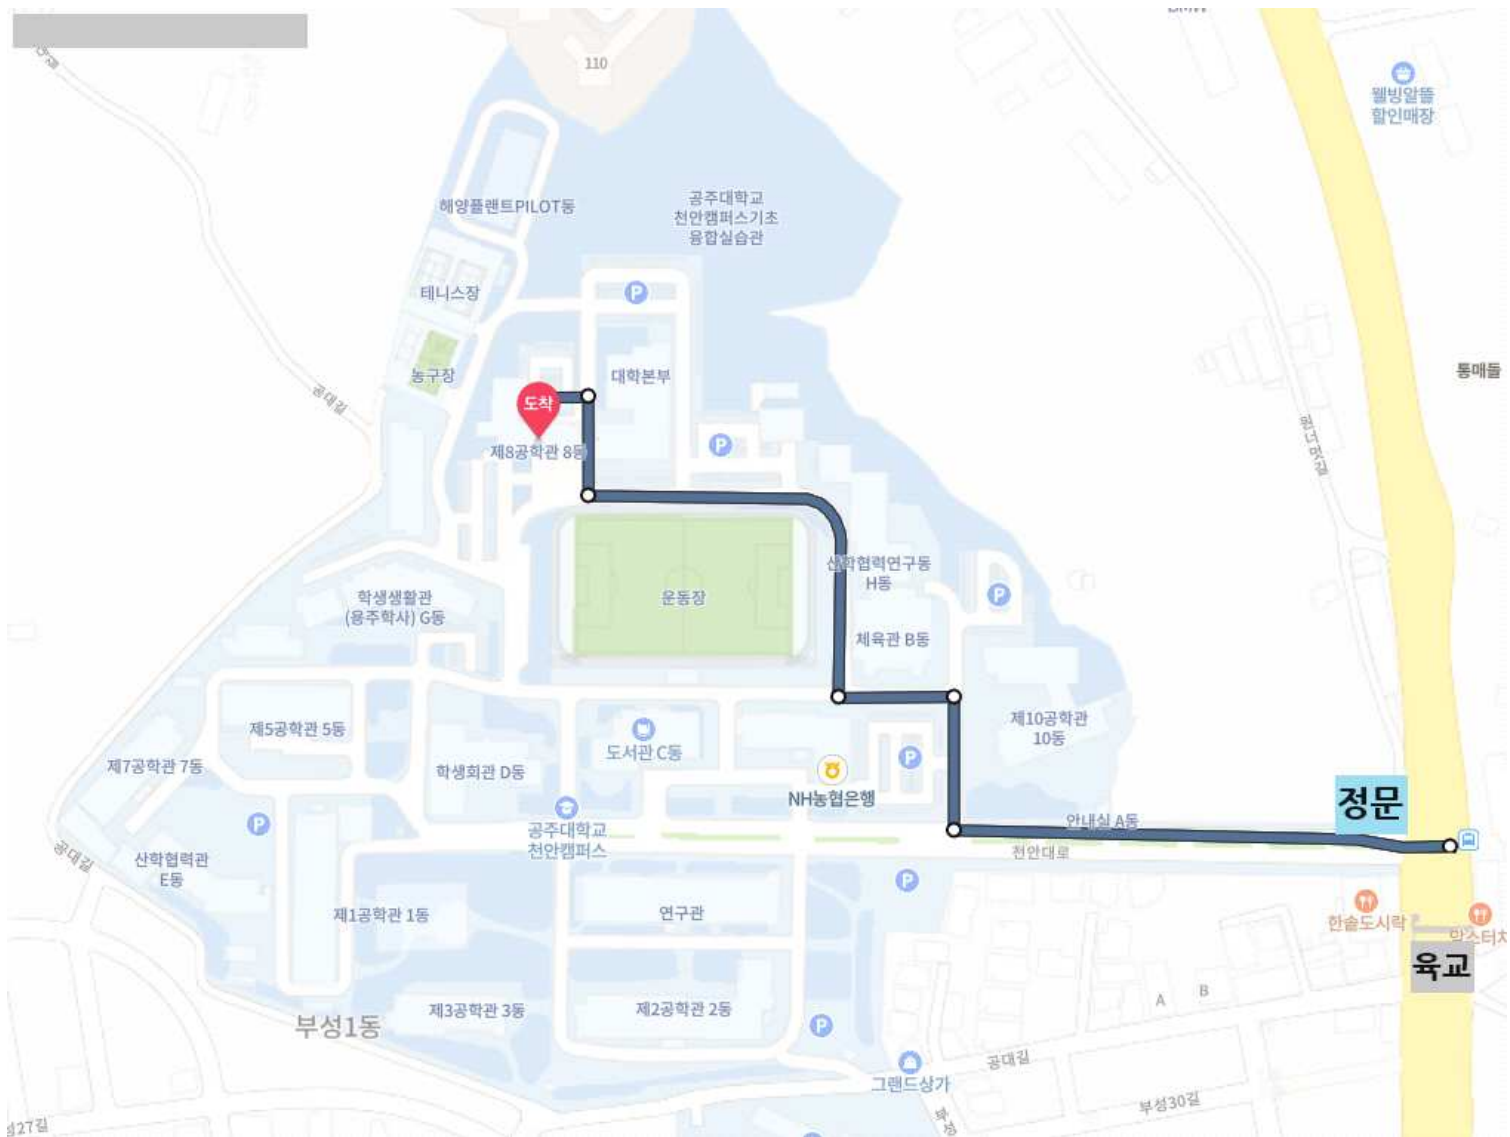 BMW
110
웰빙알뜰
할인매장
해양플랜트PILOT동
공주대학교
천안캠퍼스기초
융합실습관
테니스장
P
농구장
대학본부
통매들
공대길
도착
원너멋길
제8공학관 8동
P
산학협력연구동
H동
운동장
P
학생생활관
(용주학사) G동
체육관 B동
제5공학관 5동
제10공학관
10동
도서관 C동
제7공학관 7동
학생회관 D동
P
NH농협은행
정문
안내실 A동
P
공주대학교
천안캠퍼스
천안대로
공대길
산학협력관
E동
P
제1공학관 1동
연구관
한솥도시락
육교
A
B
제3공학관 3동
제2공학관 2동
부성1동
P
공대길
그랜드상가
부성30길
부성
성27길